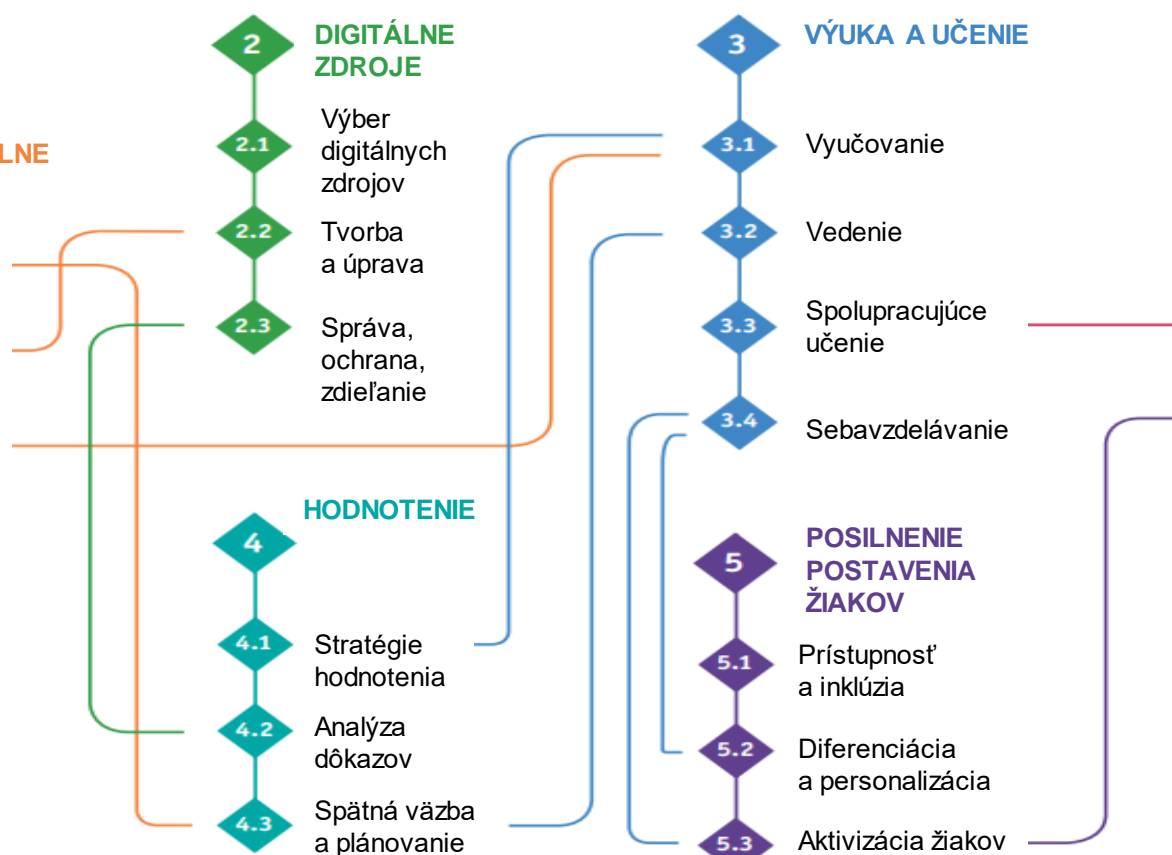 LNE
2
DIGITÁLNE
ZDROJE
2.1
Výber
digitálnych
zdrojov
2.2
Tvorba
a úprava
2.3
Správa,
ochrana,
zdieľanie
3
VÝUKA A UČENIE
3.1
Vyučovanie
3.2
Vedenie
3.3
Spolupracujúce
učenie
3.4
Sebavzdelávanie
4
HODNOTENIE
4.1
Stratégie
hodnotenia
4.2
Analýza
dôkazov
4.3
Spätná väzba
a plánovanie
5
POSILNENIE
POSTAVENIA
ŽIAKOV
5.1
Prístupnosť
a inklúzia
5.2
Diferenciácia
a personalizácia
5.3
Aktivizácia žiakov